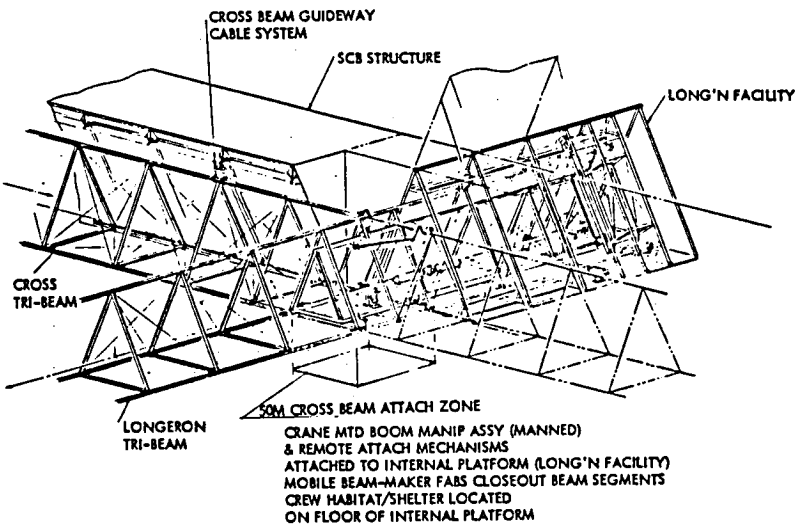 CROSS BEAM GUIDEWAY
CABLE SYSTEM
SCB STRUCTURE
LONG'N FACILITY
CROSS
TRI-BEAM
LONGERON
TRI-BEAM
50M CROSS BEAM ATTACH ZONE
CRANE MTD BOOM MANIP ASSY (MANNED)
& REMOTE ATTACH MECHANISMS
ATTACHED TO INTERNAL PLATFORM (LONG'N FACILITY)
MOBILE BEAM-MAKER FABS CLOSEOUT BEAM SEGMENTS
CREW HABITAT/SHELTER LOCATED
ON FLOOR OF INTERNAL PLATFORM